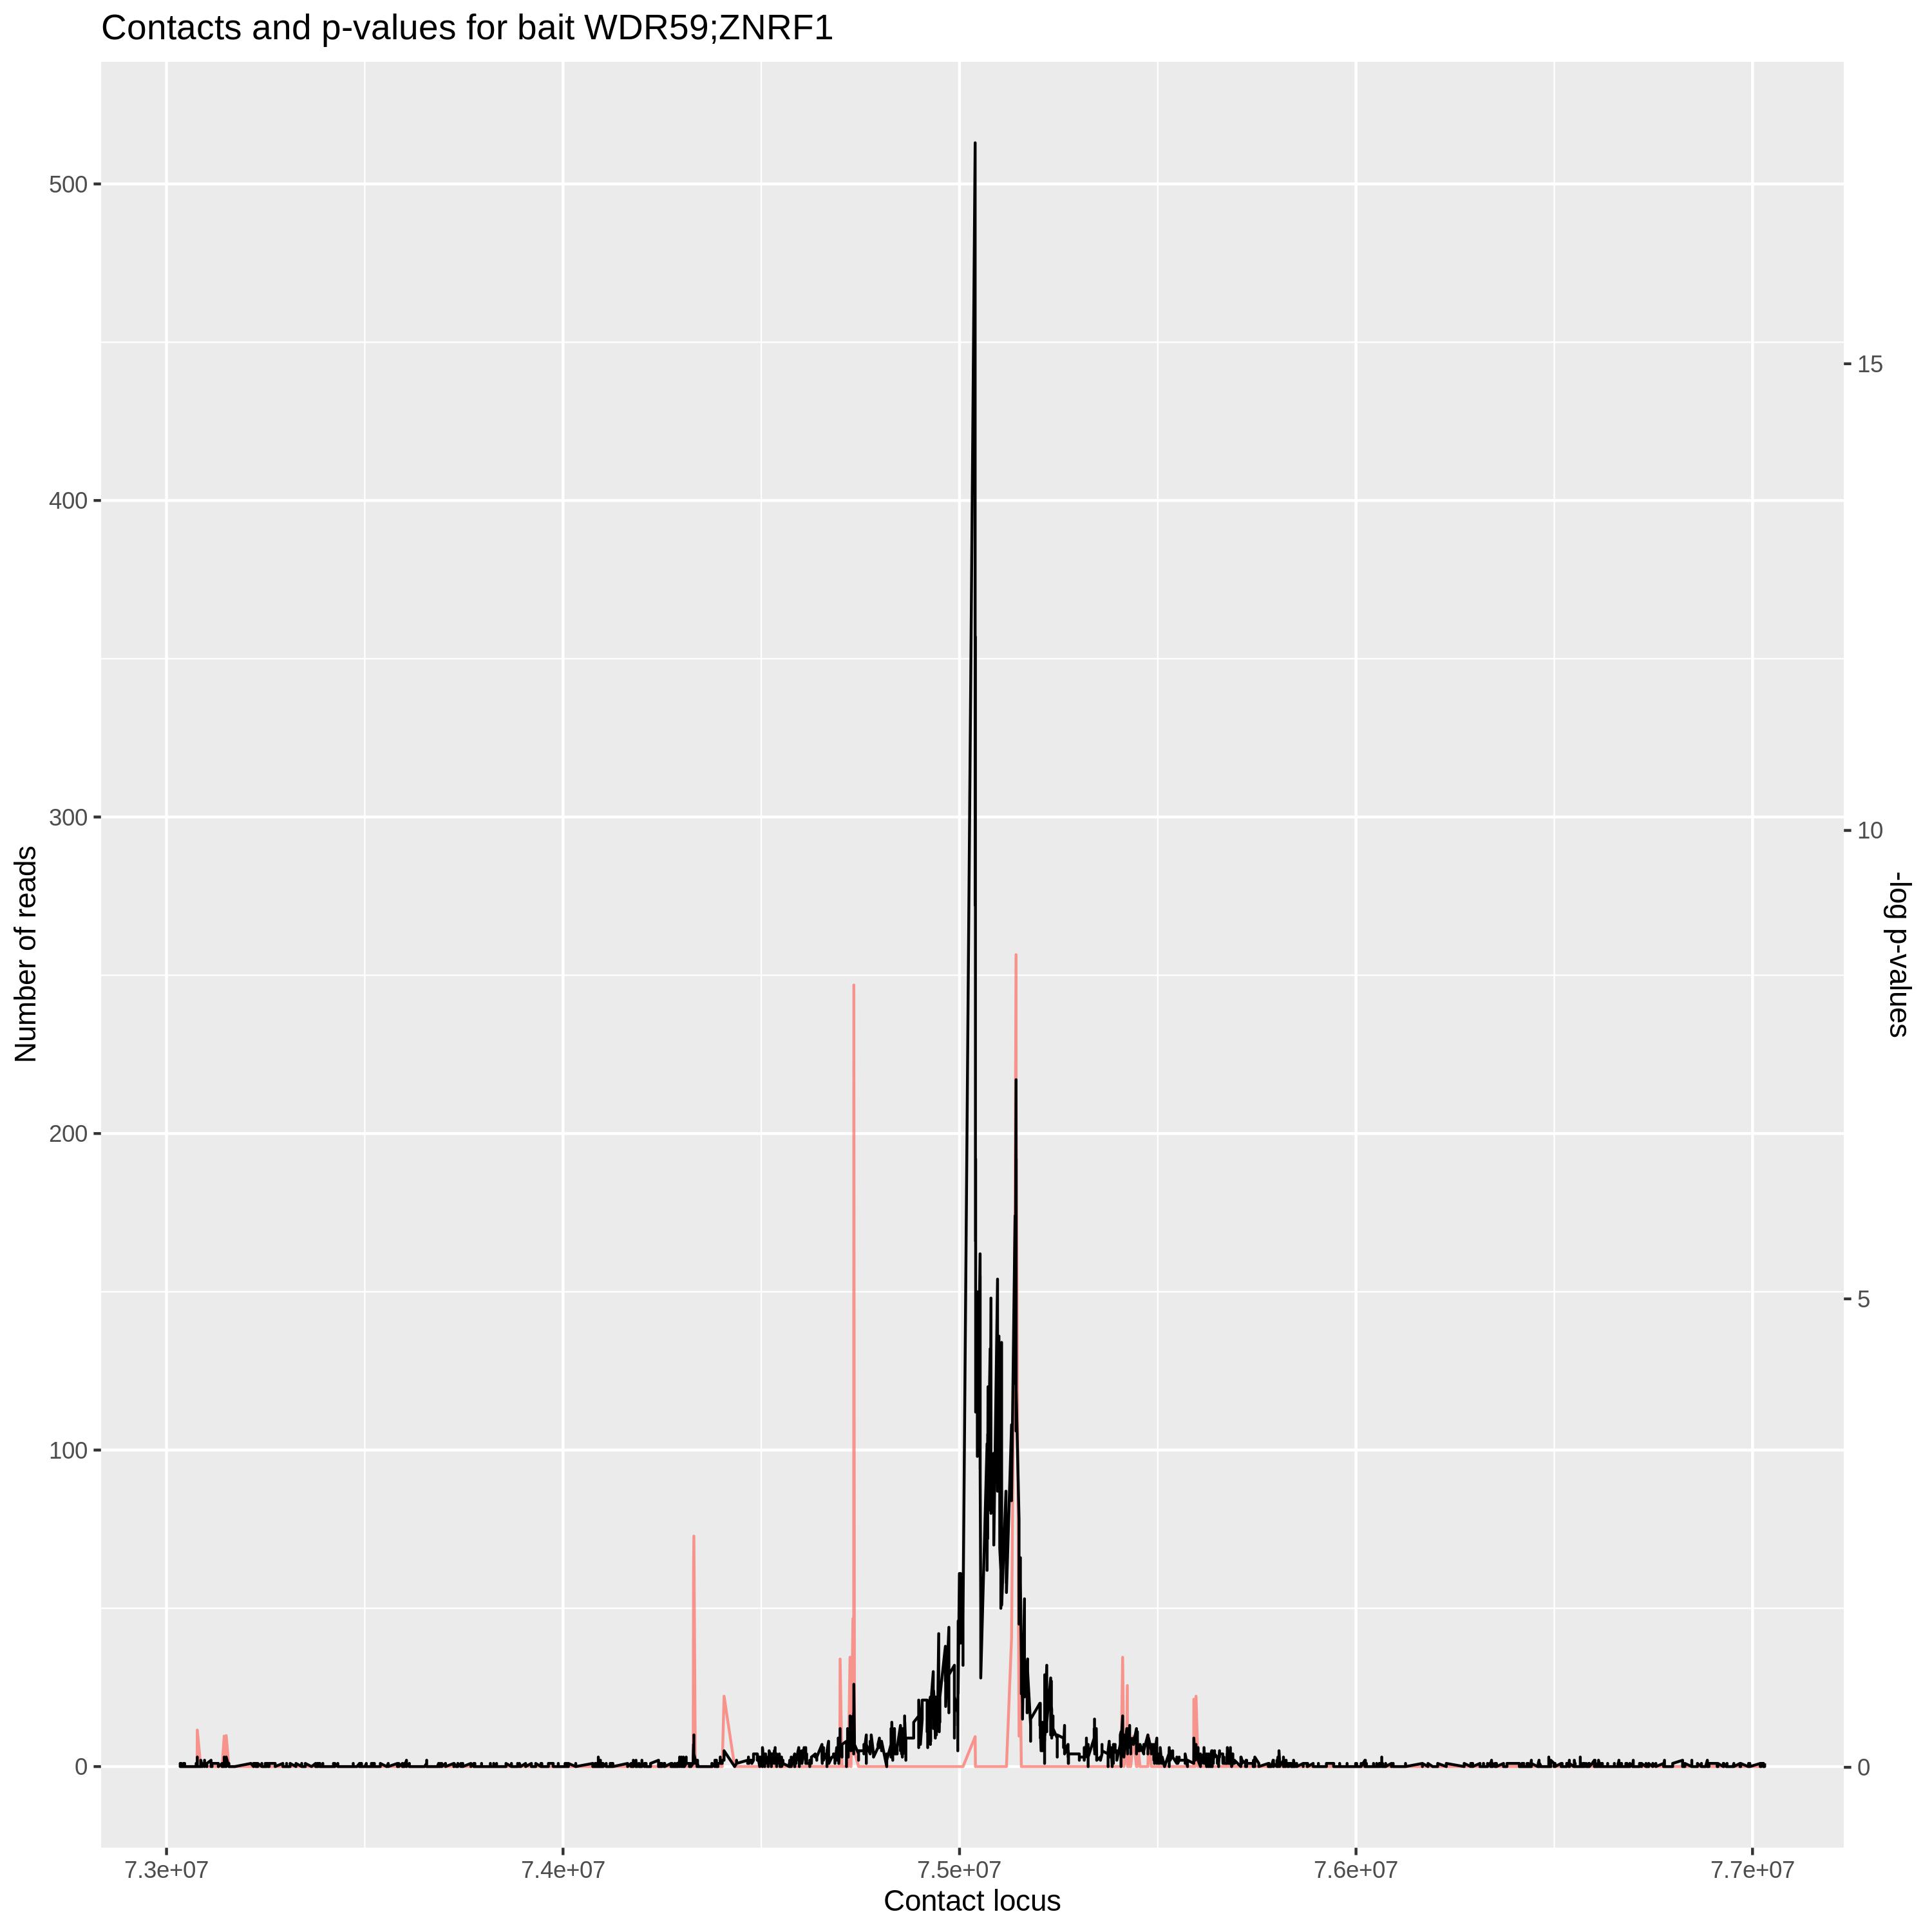 Contacts and p-values for bait WDR59;ZNRF1
500
400
300
200
100
0
Number of reads
15
10
5
0
-log p-values
7.3e+07 7.4e+07 7.5e+07 7.6e+07 7.7e+07
Contact locus